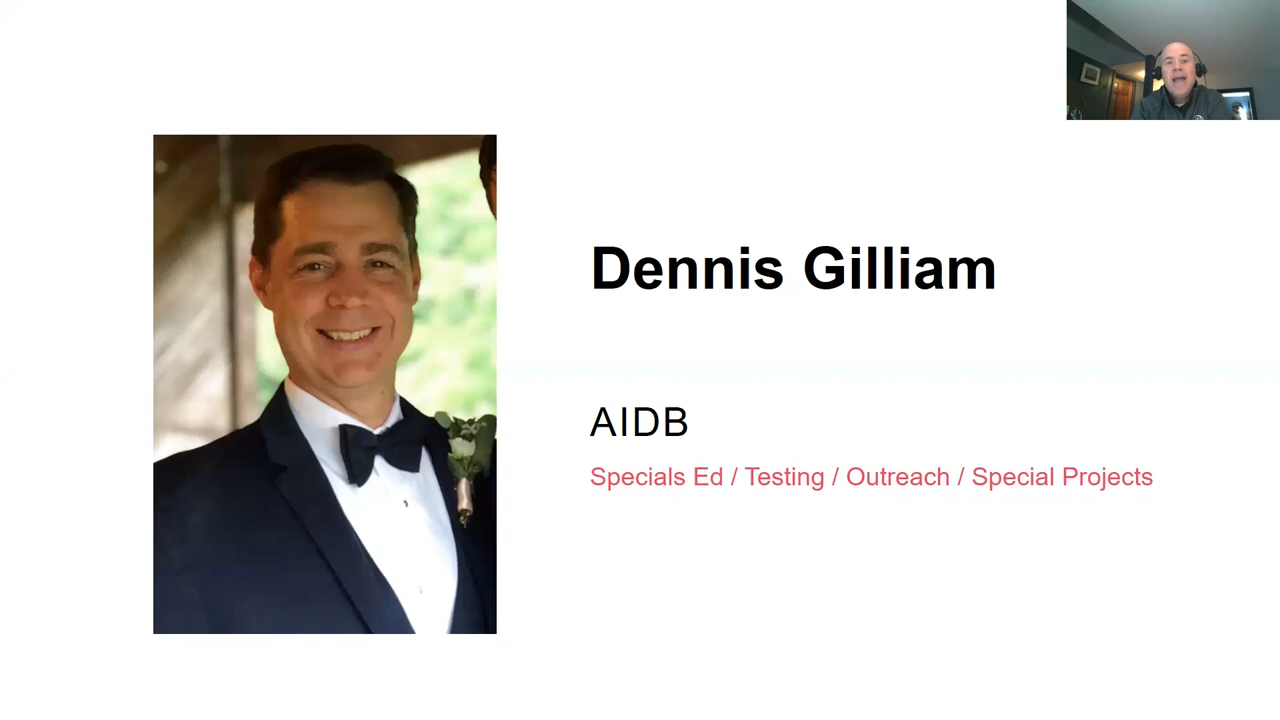 Dennis Gilliam
AIDB
Specials Ed / Testing / Outreach / Special Projects